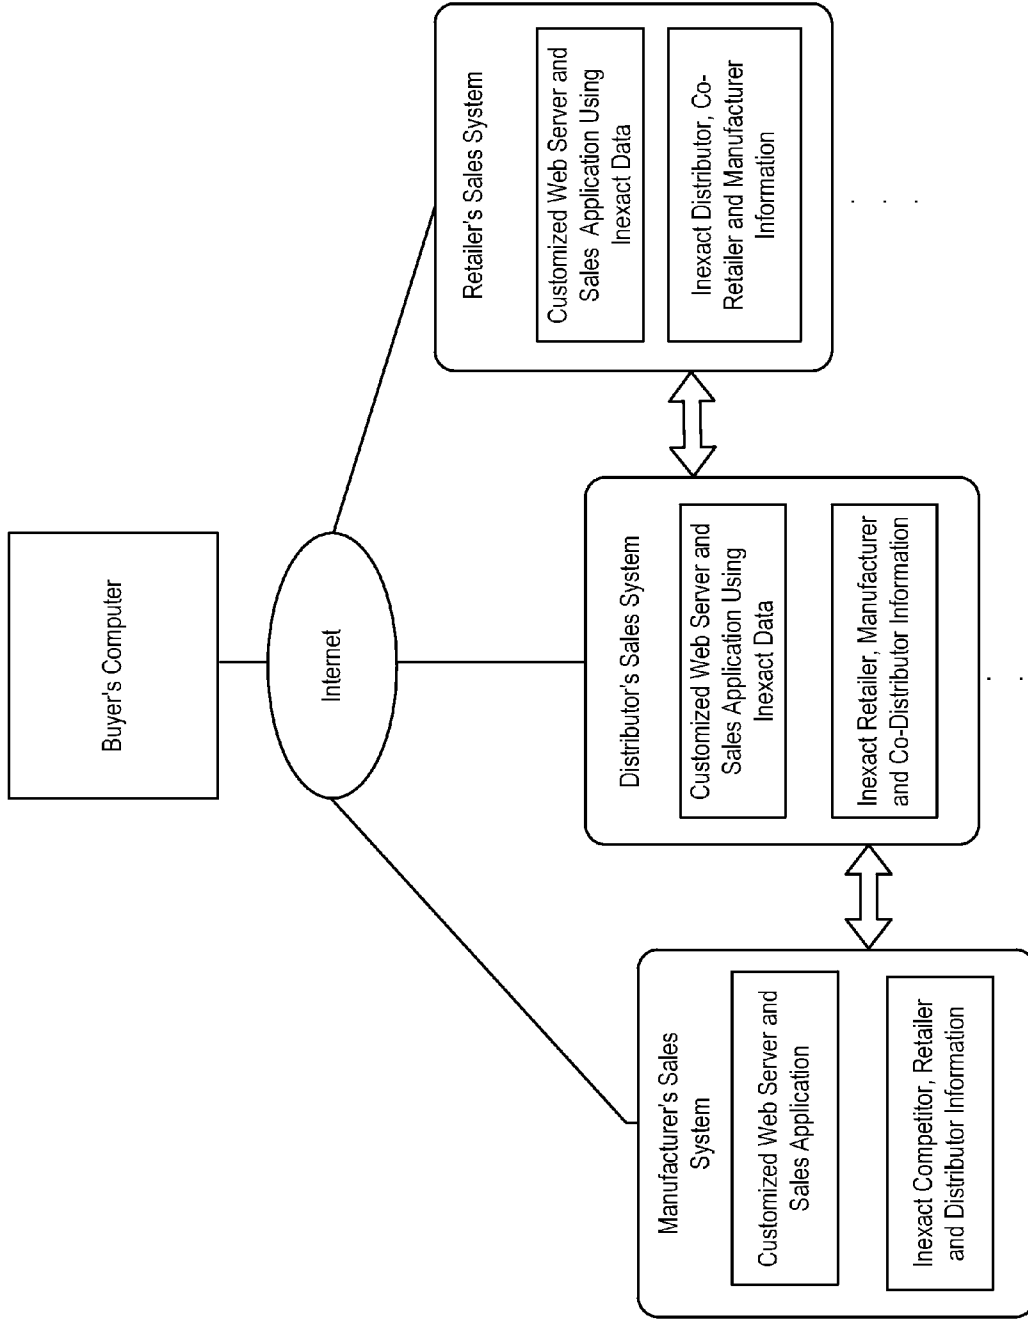 Buyer's Computer
Internet
Manufacturer's Sales
System
Customized Web Server and
Sales Application
Inexact Competitor, Retailer
and Distributor Information
Distributor's Sales System
Customized Web Server and
Sales Application Using
Inexact Data
Inexact Retailer, Manufacturer
and Co-Distributor Information
Retailer's Sales System
Customized Web Server and
Sales Application Using
Inexact Data
Inexact Distributor, Co-
Retailer and Manufacturer
Information